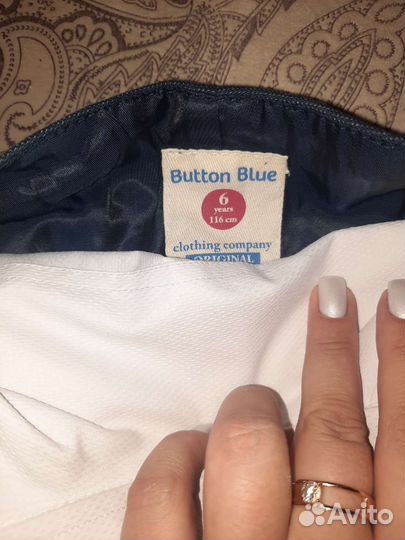 Button Blue
6
years
116 cm
clothing company
ORIGINAL
Avito